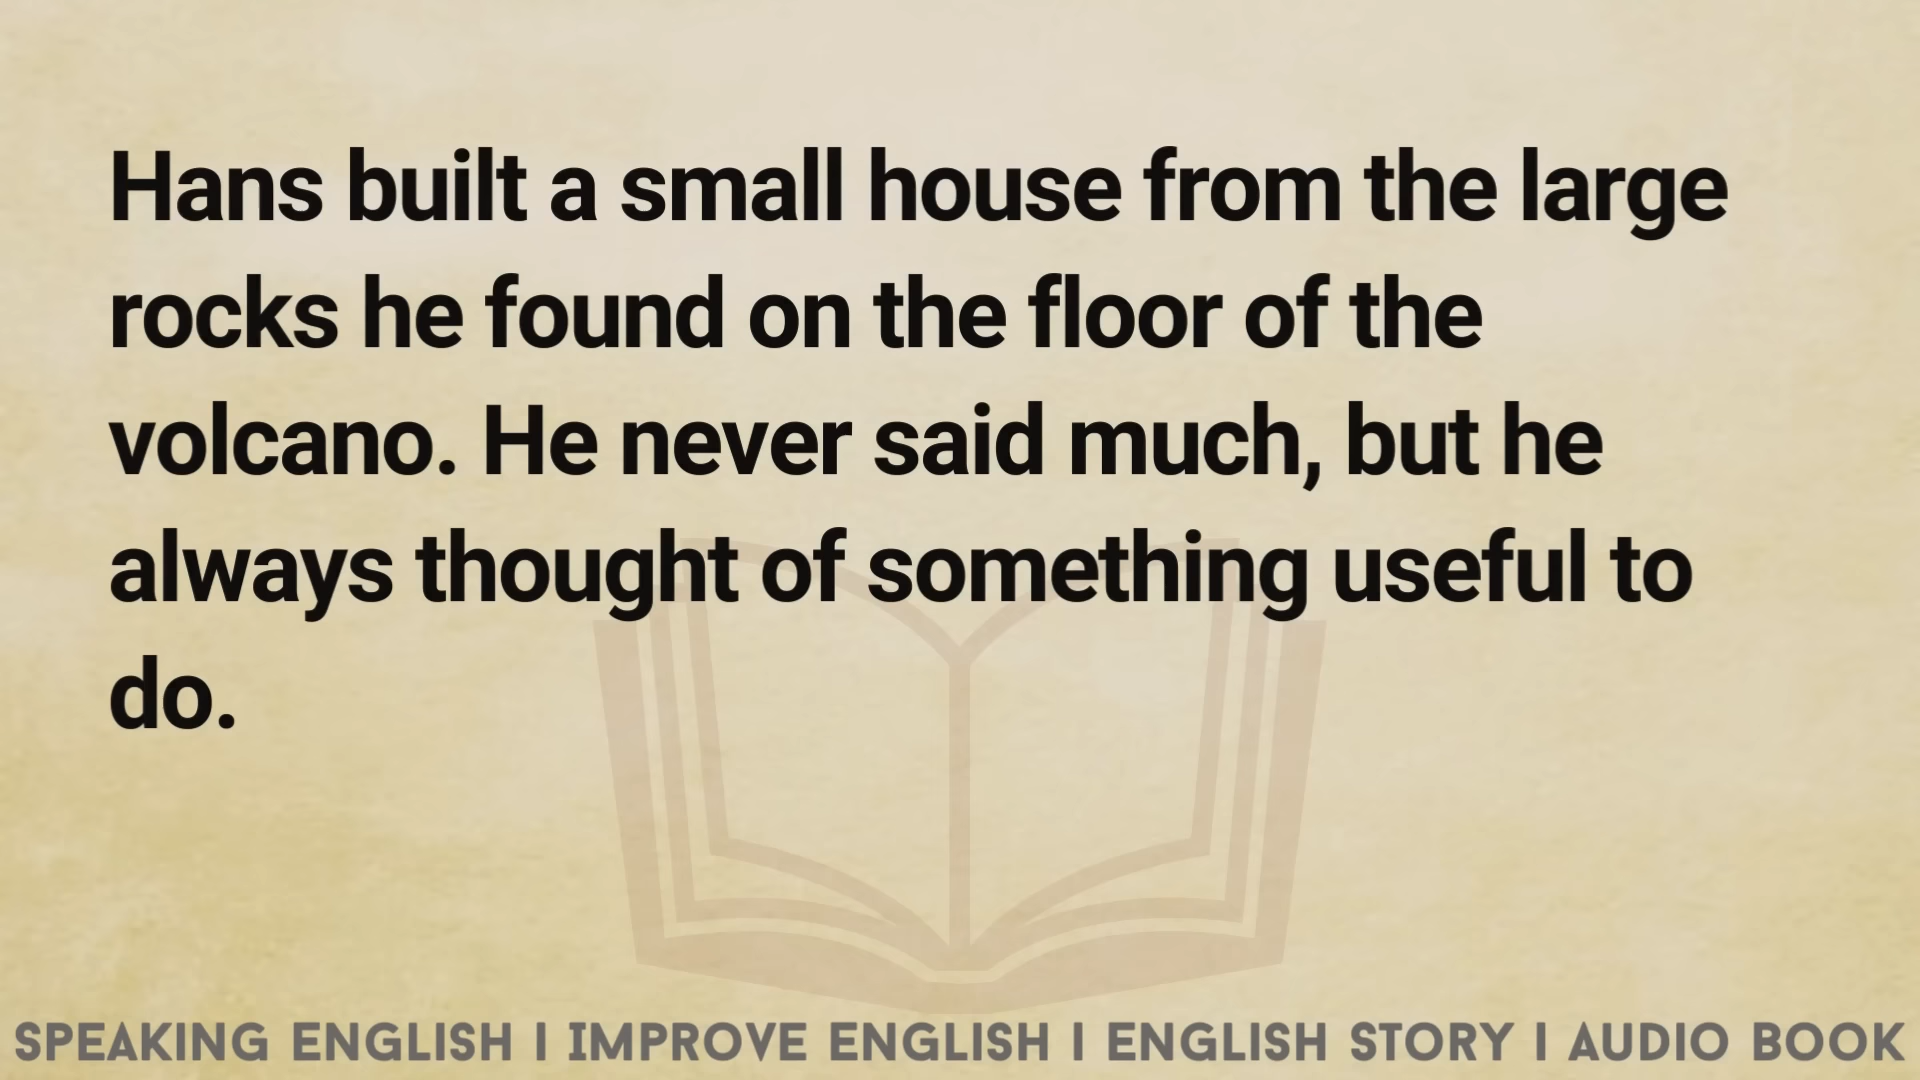 Hans built a small house from the large
rocks he found on the floor of the
volcano. He never said much, but he
always thought of something useful to
do.
SPEAKING ENGLISH | IMPROVE ENGLISH | ENGLISH STORY | AUDIO BOOK